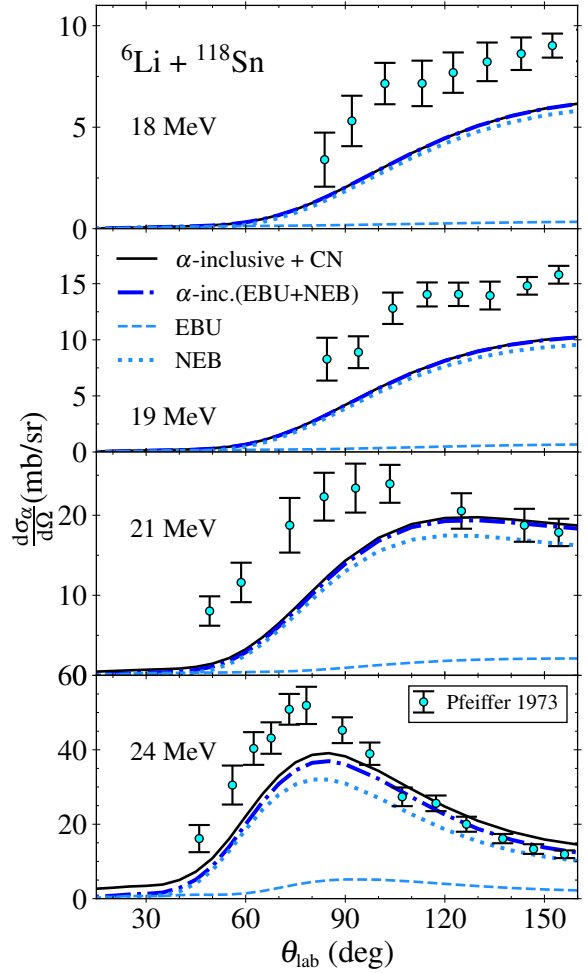 10
⁶Li + ¹¹⁸Sn
18 MeV
5
0
α-inclusive + CN
15
α-inc.(EBU+NEB)
EBU
10
NEB
5
19 MeV
0
dσα/dΩ (mb/sr)
20
21 MeV
10
60
Pfeiffer 1973
24 MeV
40
20
0
30 60 90 120 150
θlab (deg)